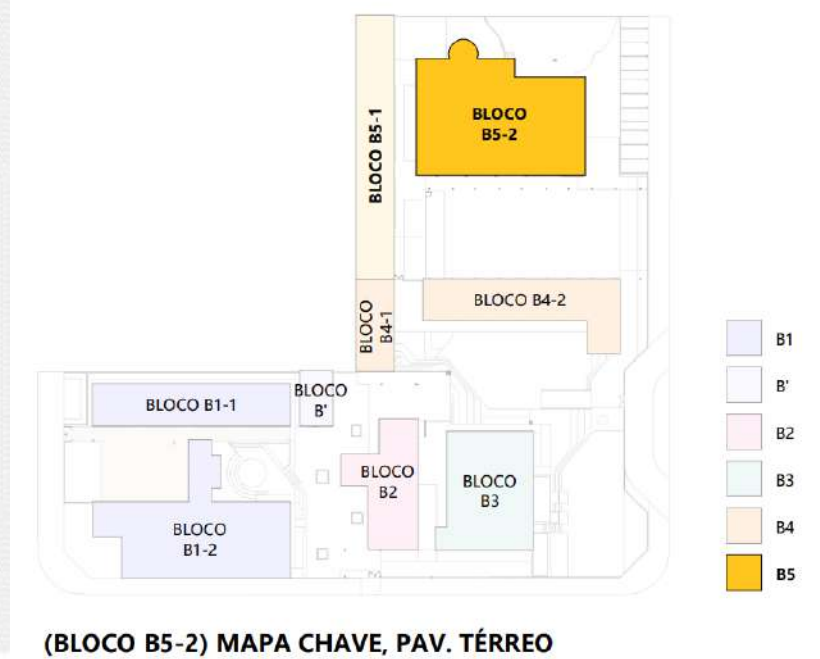 BLOCO B5-1
BLOCO
B5-2
BLOCO
B4-1
BLOCO B4-2
BLOCO B1-1
BLOCO
B'
BLOCO
B2
BLOCO
B3
BLOCO
B1-2
B1
B'
B2
B3
B4
B5
(BLOCO B5-2) MAPA CHAVE, PAV. TÉRREO